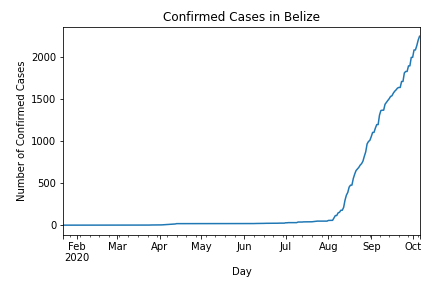 Confirmed Cases in Belize
Number of Confirmed Cases
2000
1500
1000
500
0
Feb Mar Apr May Jun Jul Aug Sep Oct
2020
Day